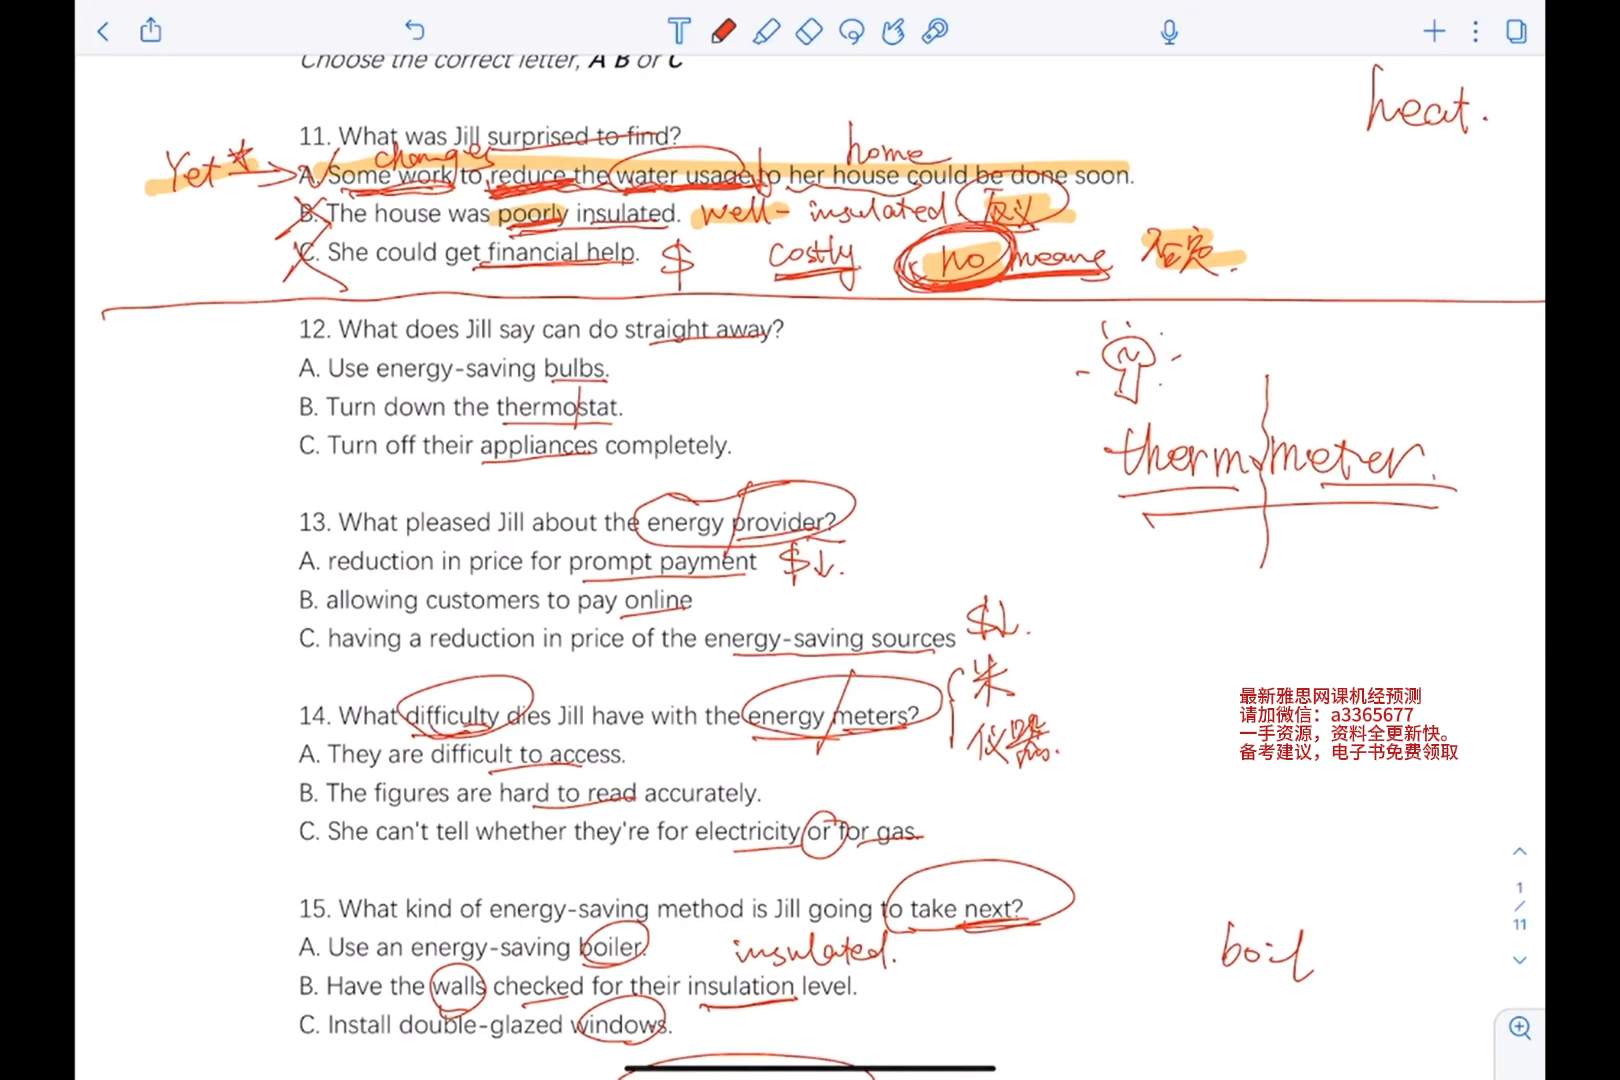 Choose the correct letter, A B or C
heat.
11. What was Jill surprised to find?
changes
home
Yet
A. Some work to reduce the water usage to her house could be done soon.
B. The house was poorly insulated. well- insulated. 反义
C. She could get financial help. $ costly no means 否定.
12. What does Jill say can do straight away?
A. Use energy-saving bulbs.
B. Turn down the thermostat.
C. Turn off their appliances completely.
thermometer.
13. What pleased Jill about the energy provider?
A. reduction in price for prompt payment $↓.
B. allowing customers to pay online
C. having a reduction in price of the energy-saving sources $↓.
米
14. What difficulty dies Jill have with the energy meters?
仪器.
A. They are difficult to access.
B. The figures are hard to read accurately.
C. She can't tell whether they're for electricity or for gas.
最新雅思网课机经预测
请加微信：a3365677
一手资源，资料全更新快。
备考建议，电子书免费领取
15. What kind of energy-saving method is Jill going to take next?
A. Use an energy-saving boiler. insulated.
boil
B. Have the walls checked for their insulation level.
C. Install double-glazed windows.
1
/
11